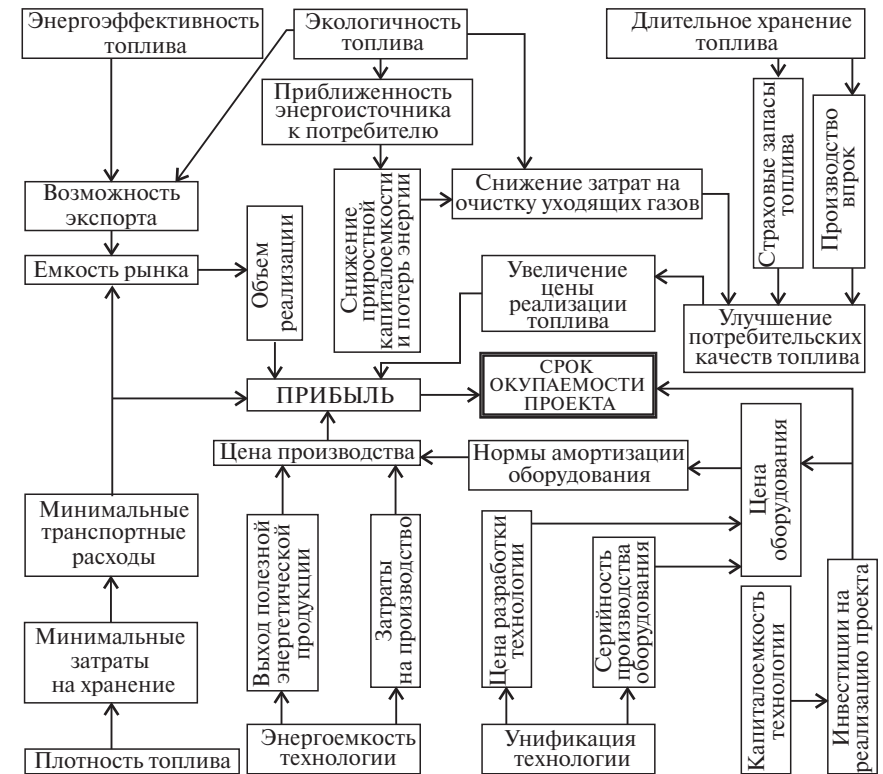 Энергоэффективность
топлива
Экологичность
топлива
Длительное хранение
топлива
Приближенность
энергоисточника
к потребителю
Страховые запасы
топлива
Производство
впрок
Возможность
экспорта
Снижение
приростной
капиталоемкости
и потерь энергии
Снижение затрат на
очистку уходящих газов
Емкость рынка
Объем
реализации
Увеличение
цены
реализации
топлива
Улучшение
потребительских
качеств топлива
ПРИБЫЛЬ
СРОК
ОКУПАЕМОСТИ
ПРОЕКТА
Цена производства
Нормы амортизации
оборудования
Цена
оборудования
Минимальные
транспортные
расходы
Выход полезной
энергетической
продукции
Затраты
на производство
Цена разработки
технологии
Серийность
производства
оборудования
Капиталоемкость
технологии
Инвестиции на
реализацию проекта
Минимальные
затраты
на хранение
Плотность топлива
Энергоемкость
технологии
Унификация
технологии